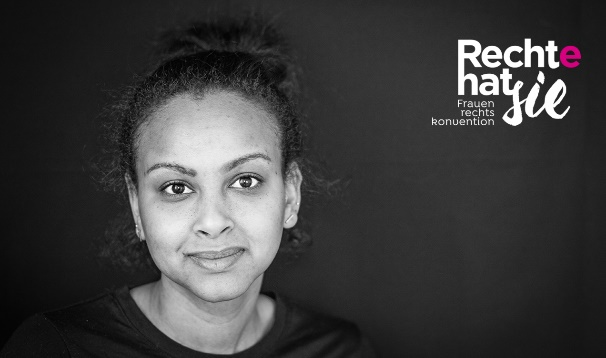 Rechte
hat sie
Frauen
rechts
konvention